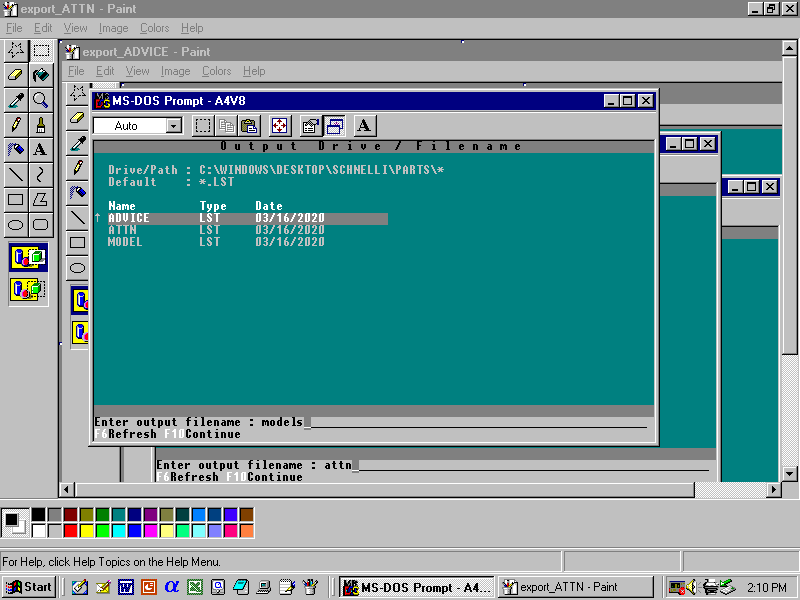 export_ATTN - Paint
File Edit View Image Colors Help
export_ADVICE - Paint
File Edit View Image Colors Help
MS-DOS Prompt - A4V8
Auto
A
Output Drive / Filename
Drive/Path : C:\WINDOWS\DESKTOP\SCHNELLI\PARTS\*
Default : *.LST
Name Type Date
↑ ADVICE LST 03/16/2020
ATTN LST 03/16/2020
MODEL LST 03/16/2020
Enter output filename : models_
F6Refresh F10Continue
Enter output filename : attn_
F6Refresh F10Continue
For Help, click Help Topics on the Help Menu.
Start
MS-DOS Prompt - A4...
export_ATTN - Paint
2:10 PM